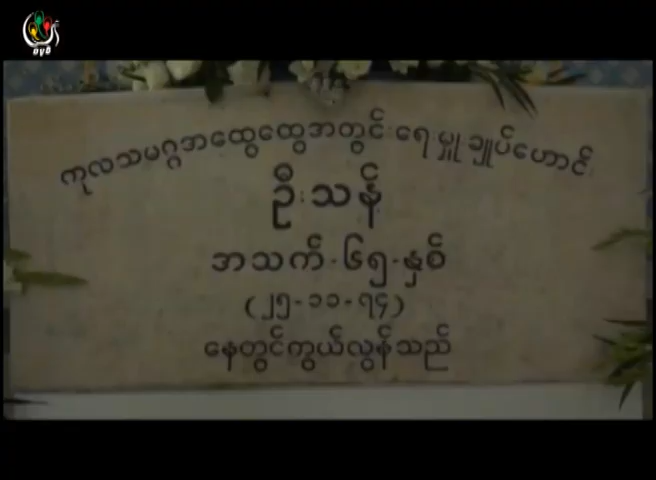 ကုလသမဂ္ဂအထွေထွေအတွင်းရေးမှူးချုပ်ဟောင်း
ဦးသန့်
အသက်-၆၅-နှစ်
(၂၅-၁၁-၇၄)
နေတွင်ကွယ်လွန်သည်